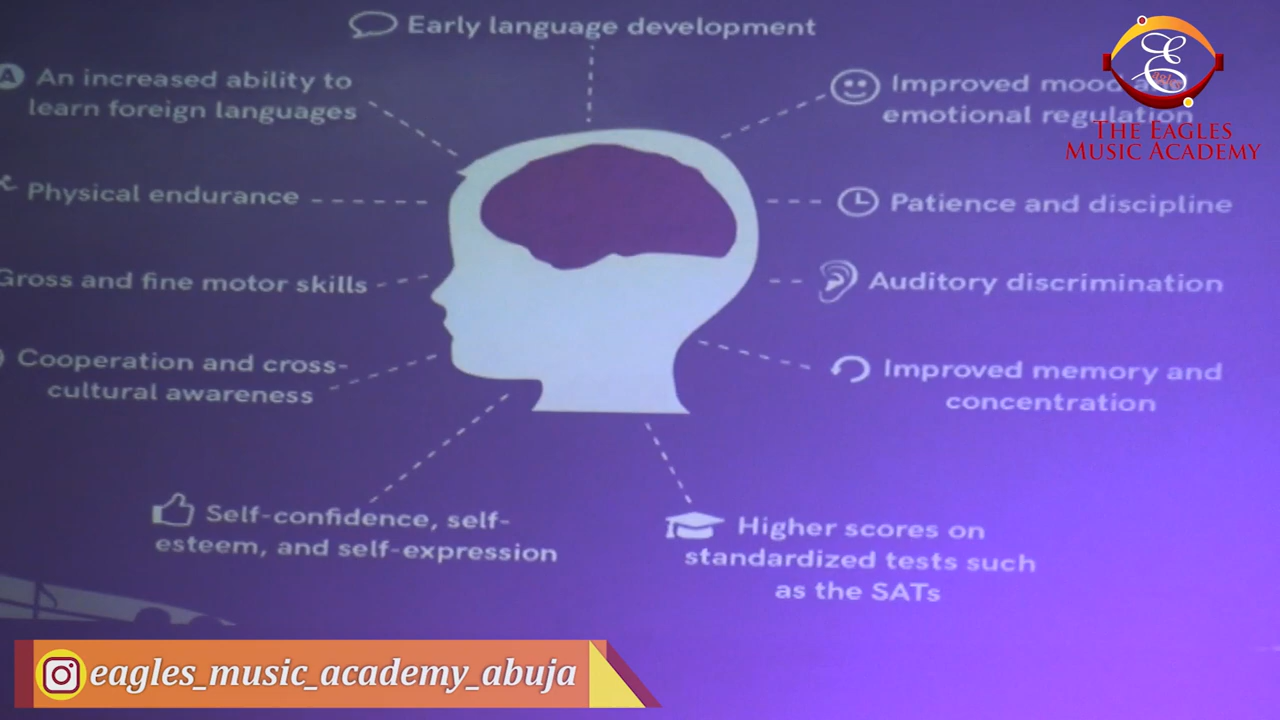 Early language development
A An increased ability to
learn foreign languages
Physical endurance
Gross and fine motor skills
Cooperation and cross-
cultural awareness
Self-confidence, self-
esteem, and self-expression
Improved mood and
emotional regulation
Patience and discipline
Auditory discrimination
Improved memory and
concentration
Higher scores on
standardized tests such
as the SATs
THE EAGLES
MUSIC ACADEMY
eagles_music_academy_abuja